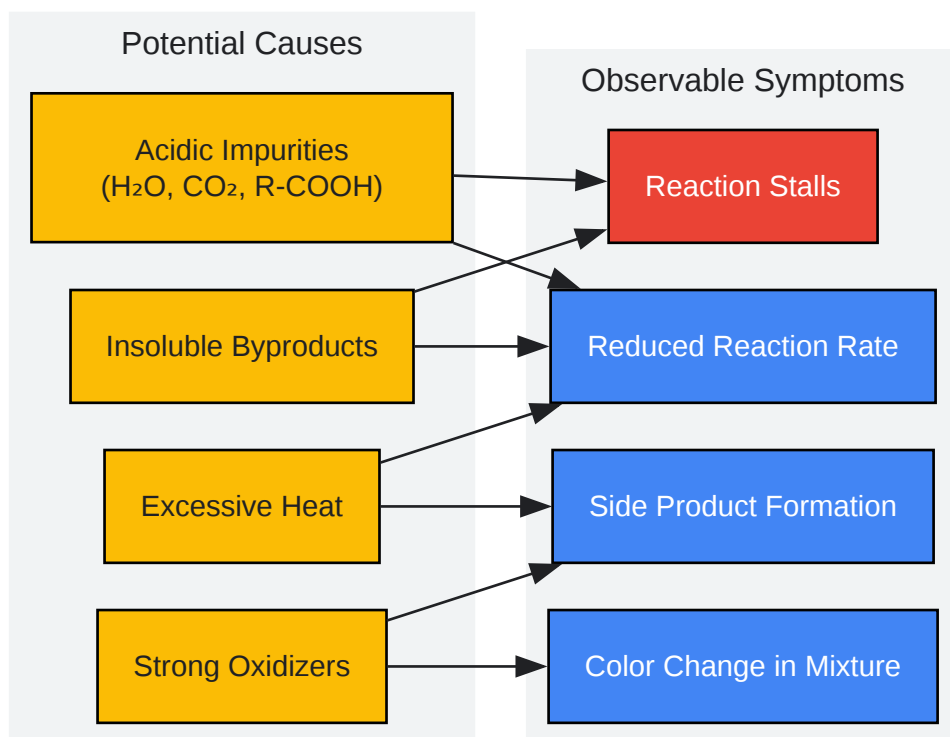 Potential Causes
Acidic Impurities
(H₂O, CO₂, R-COOH)
Insoluble Byproducts
Excessive Heat
Strong Oxidizers
Observable Symptoms
Reaction Stalls
Reduced Reaction Rate
Side Product Formation
Color Change in Mixture